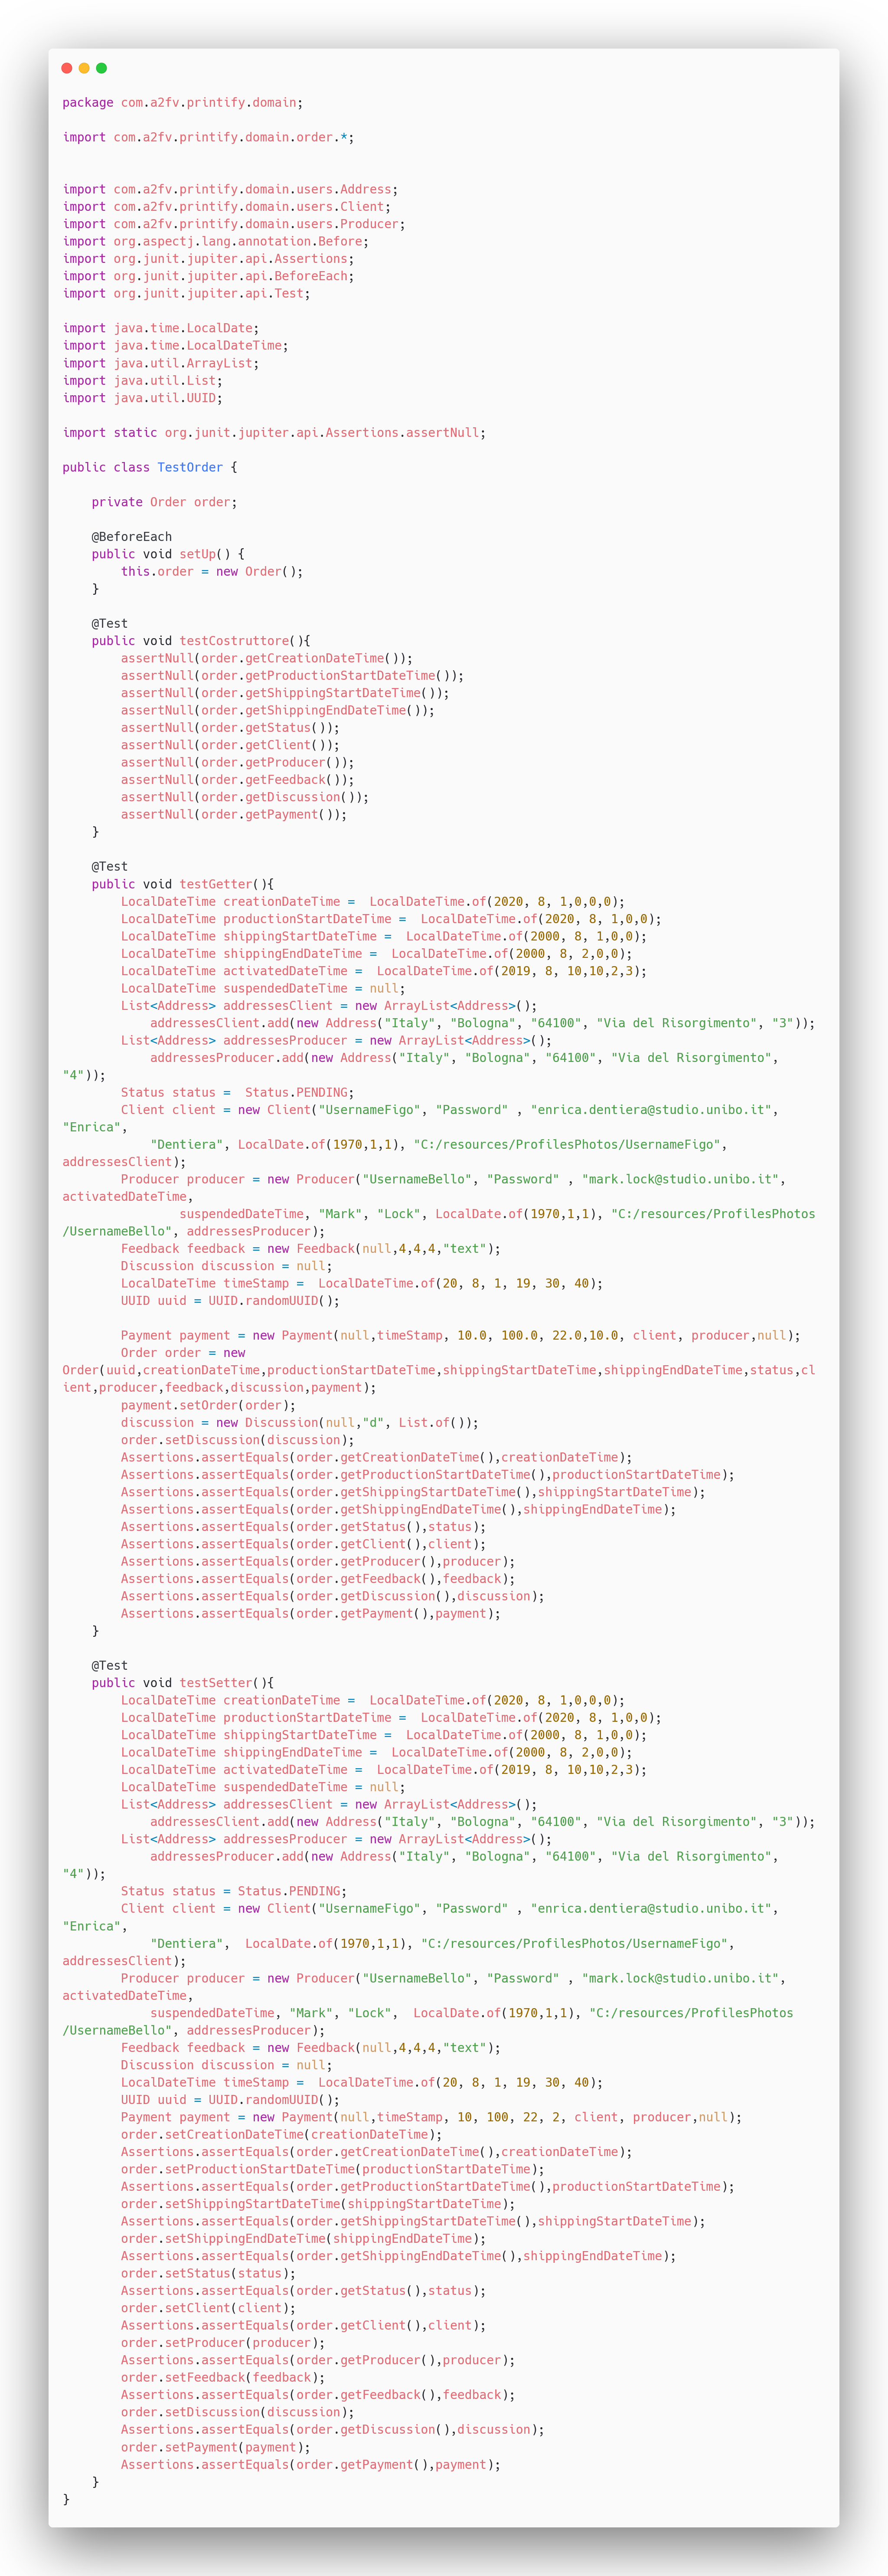 package com.a2fv.printify.domain;

import com.a2fv.printify.domain.order.*;


import com.a2fv.printify.domain.users.Address;
import com.a2fv.printify.domain.users.Client;
import com.a2fv.printify.domain.users.Producer;
import org.aspectj.lang.annotation.Before;
import org.junit.jupiter.api.Assertions;
import org.junit.jupiter.api.BeforeEach;
import org.junit.jupiter.api.Test;

import java.time.LocalDate;
import java.time.LocalDateTime;
import java.util.ArrayList;
import java.util.List;
import java.util.UUID;

import static org.junit.jupiter.api.Assertions.assertNull;

public class TestOrder {

    private Order order;

    @BeforeEach
    public void setUp() {
        this.order = new Order();
    }

    @Test
    public void testCostruttore(){
        assertNull(order.getCreationDateTime());
        assertNull(order.getProductionStartDateTime());
        assertNull(order.getShippingStartDateTime());
        assertNull(order.getShippingEndDateTime());
        assertNull(order.getStatus());
        assertNull(order.getClient());
        assertNull(order.getProducer());
        assertNull(order.getFeedback());
        assertNull(order.getDiscussion());
        assertNull(order.getPayment());
    }

    @Test
    public void testGetter(){
        LocalDateTime creationDateTime =  LocalDateTime.of(2020, 8, 1,0,0,0);
        LocalDateTime productionStartDateTime =  LocalDateTime.of(2020, 8, 1,0,0);
        LocalDateTime shippingStartDateTime =  LocalDateTime.of(2000, 8, 1,0,0);
        LocalDateTime shippingEndDateTime =  LocalDateTime.of(2000, 8, 2,0,0);
        LocalDateTime activatedDateTime =  LocalDateTime.of(2019, 8, 10,10,2,3);
        LocalDateTime suspendedDateTime = null;
        List<Address> addressesClient = new ArrayList<Address>();
            addressesClient.add(new Address("Italy", "Bologna", "64100", "Via del Risorgimento", "3"));
        List<Address> addressesProducer = new ArrayList<Address>();
            addressesProducer.add(new Address("Italy", "Bologna", "64100", "Via del Risorgimento",
"4"));
        Status status =  Status.PENDING;
        Client client = new Client("UsernameFigo", "Password" , "enrica.dentiera@studio.unibo.it",
"Enrica",
            "Dentiera", LocalDate.of(1970,1,1), "C:/resources/ProfilesPhotos/UsernameFigo",
addressesClient);
        Producer producer = new Producer("UsernameBello", "Password" , "mark.lock@studio.unibo.it",
activatedDateTime,
                suspendedDateTime, "Mark", "Lock", LocalDate.of(1970,1,1), "C:/resources/ProfilesPhotos
/UsernameBello", addressesProducer);
        Feedback feedback = new Feedback(null,4,4,4,"text");
        Discussion discussion = null;
        LocalDateTime timeStamp =  LocalDateTime.of(20, 8, 1, 19, 30, 40);
        UUID uuid = UUID.randomUUID();

        Payment payment = new Payment(null,timeStamp, 10.0, 100.0, 22.0,10.0, client, producer,null);
        Order order = new
Order(uuid,creationDateTime,productionStartDateTime,shippingStartDateTime,shippingEndDateTime,status,cl
ient,producer,feedback,discussion,payment);
        payment.setOrder(order);
        discussion = new Discussion(null,"d", List.of());
        order.setDiscussion(discussion);
        Assertions.assertEquals(order.getCreationDateTime(),creationDateTime);
        Assertions.assertEquals(order.getProductionStartDateTime(),productionStartDateTime);
        Assertions.assertEquals(order.getShippingStartDateTime(),shippingStartDateTime);
        Assertions.assertEquals(order.getShippingEndDateTime(),shippingEndDateTime);
        Assertions.assertEquals(order.getStatus(),status);
        Assertions.assertEquals(order.getClient(),client);
        Assertions.assertEquals(order.getProducer(),producer);
        Assertions.assertEquals(order.getFeedback(),feedback);
        Assertions.assertEquals(order.getDiscussion(),discussion);
        Assertions.assertEquals(order.getPayment(),payment);
    }

    @Test
    public void testSetter(){
        LocalDateTime creationDateTime =  LocalDateTime.of(2020, 8, 1,0,0,0);
        LocalDateTime productionStartDateTime =  LocalDateTime.of(2020, 8, 1,0,0);
        LocalDateTime shippingStartDateTime =  LocalDateTime.of(2000, 8, 1,0,0);
        LocalDateTime shippingEndDateTime =  LocalDateTime.of(2000, 8, 2,0,0);
        LocalDateTime activatedDateTime =  LocalDateTime.of(2019, 8, 10,10,2,3);
        LocalDateTime suspendedDateTime = null;
        List<Address> addressesClient = new ArrayList<Address>();
            addressesClient.add(new Address("Italy", "Bologna", "64100", "Via del Risorgimento", "3"));
        List<Address> addressesProducer = new ArrayList<Address>();
            addressesProducer.add(new Address("Italy", "Bologna", "64100", "Via del Risorgimento",
"4"));
        Status status = Status.PENDING;
        Client client = new Client("UsernameFigo", "Password" , "enrica.dentiera@studio.unibo.it",
"Enrica",
            "Dentiera",  LocalDate.of(1970,1,1), "C:/resources/ProfilesPhotos/UsernameFigo",
addressesClient);
        Producer producer = new Producer("UsernameBello", "Password" , "mark.lock@studio.unibo.it",
activatedDateTime,
            suspendedDateTime, "Mark", "Lock",  LocalDate.of(1970,1,1), "C:/resources/ProfilesPhotos
/UsernameBello", addressesProducer);
        Feedback feedback = new Feedback(null,4,4,4,"text");
        Discussion discussion = null;
        LocalDateTime timeStamp =  LocalDateTime.of(20, 8, 1, 19, 30, 40);
        UUID uuid = UUID.randomUUID();
        Payment payment = new Payment(null,timeStamp, 10, 100, 22, 2, client, producer,null);
        order.setCreationDateTime(creationDateTime);
        Assertions.assertEquals(order.getCreationDateTime(),creationDateTime);
        order.setProductionStartDateTime(productionStartDateTime);
        Assertions.assertEquals(order.getProductionStartDateTime(),productionStartDateTime);
        order.setShippingStartDateTime(shippingStartDateTime);
        Assertions.assertEquals(order.getShippingStartDateTime(),shippingStartDateTime);
        order.setShippingEndDateTime(shippingEndDateTime);
        Assertions.assertEquals(order.getShippingEndDateTime(),shippingEndDateTime);
        order.setStatus(status);
        Assertions.assertEquals(order.getStatus(),status);
        order.setClient(client);
        Assertions.assertEquals(order.getClient(),client);
        order.setProducer(producer);
        Assertions.assertEquals(order.getProducer(),producer);
        order.setFeedback(feedback);
        Assertions.assertEquals(order.getFeedback(),feedback);
        order.setDiscussion(discussion);
        Assertions.assertEquals(order.getDiscussion(),discussion);
        order.setPayment(payment);
        Assertions.assertEquals(order.getPayment(),payment);
    }
}